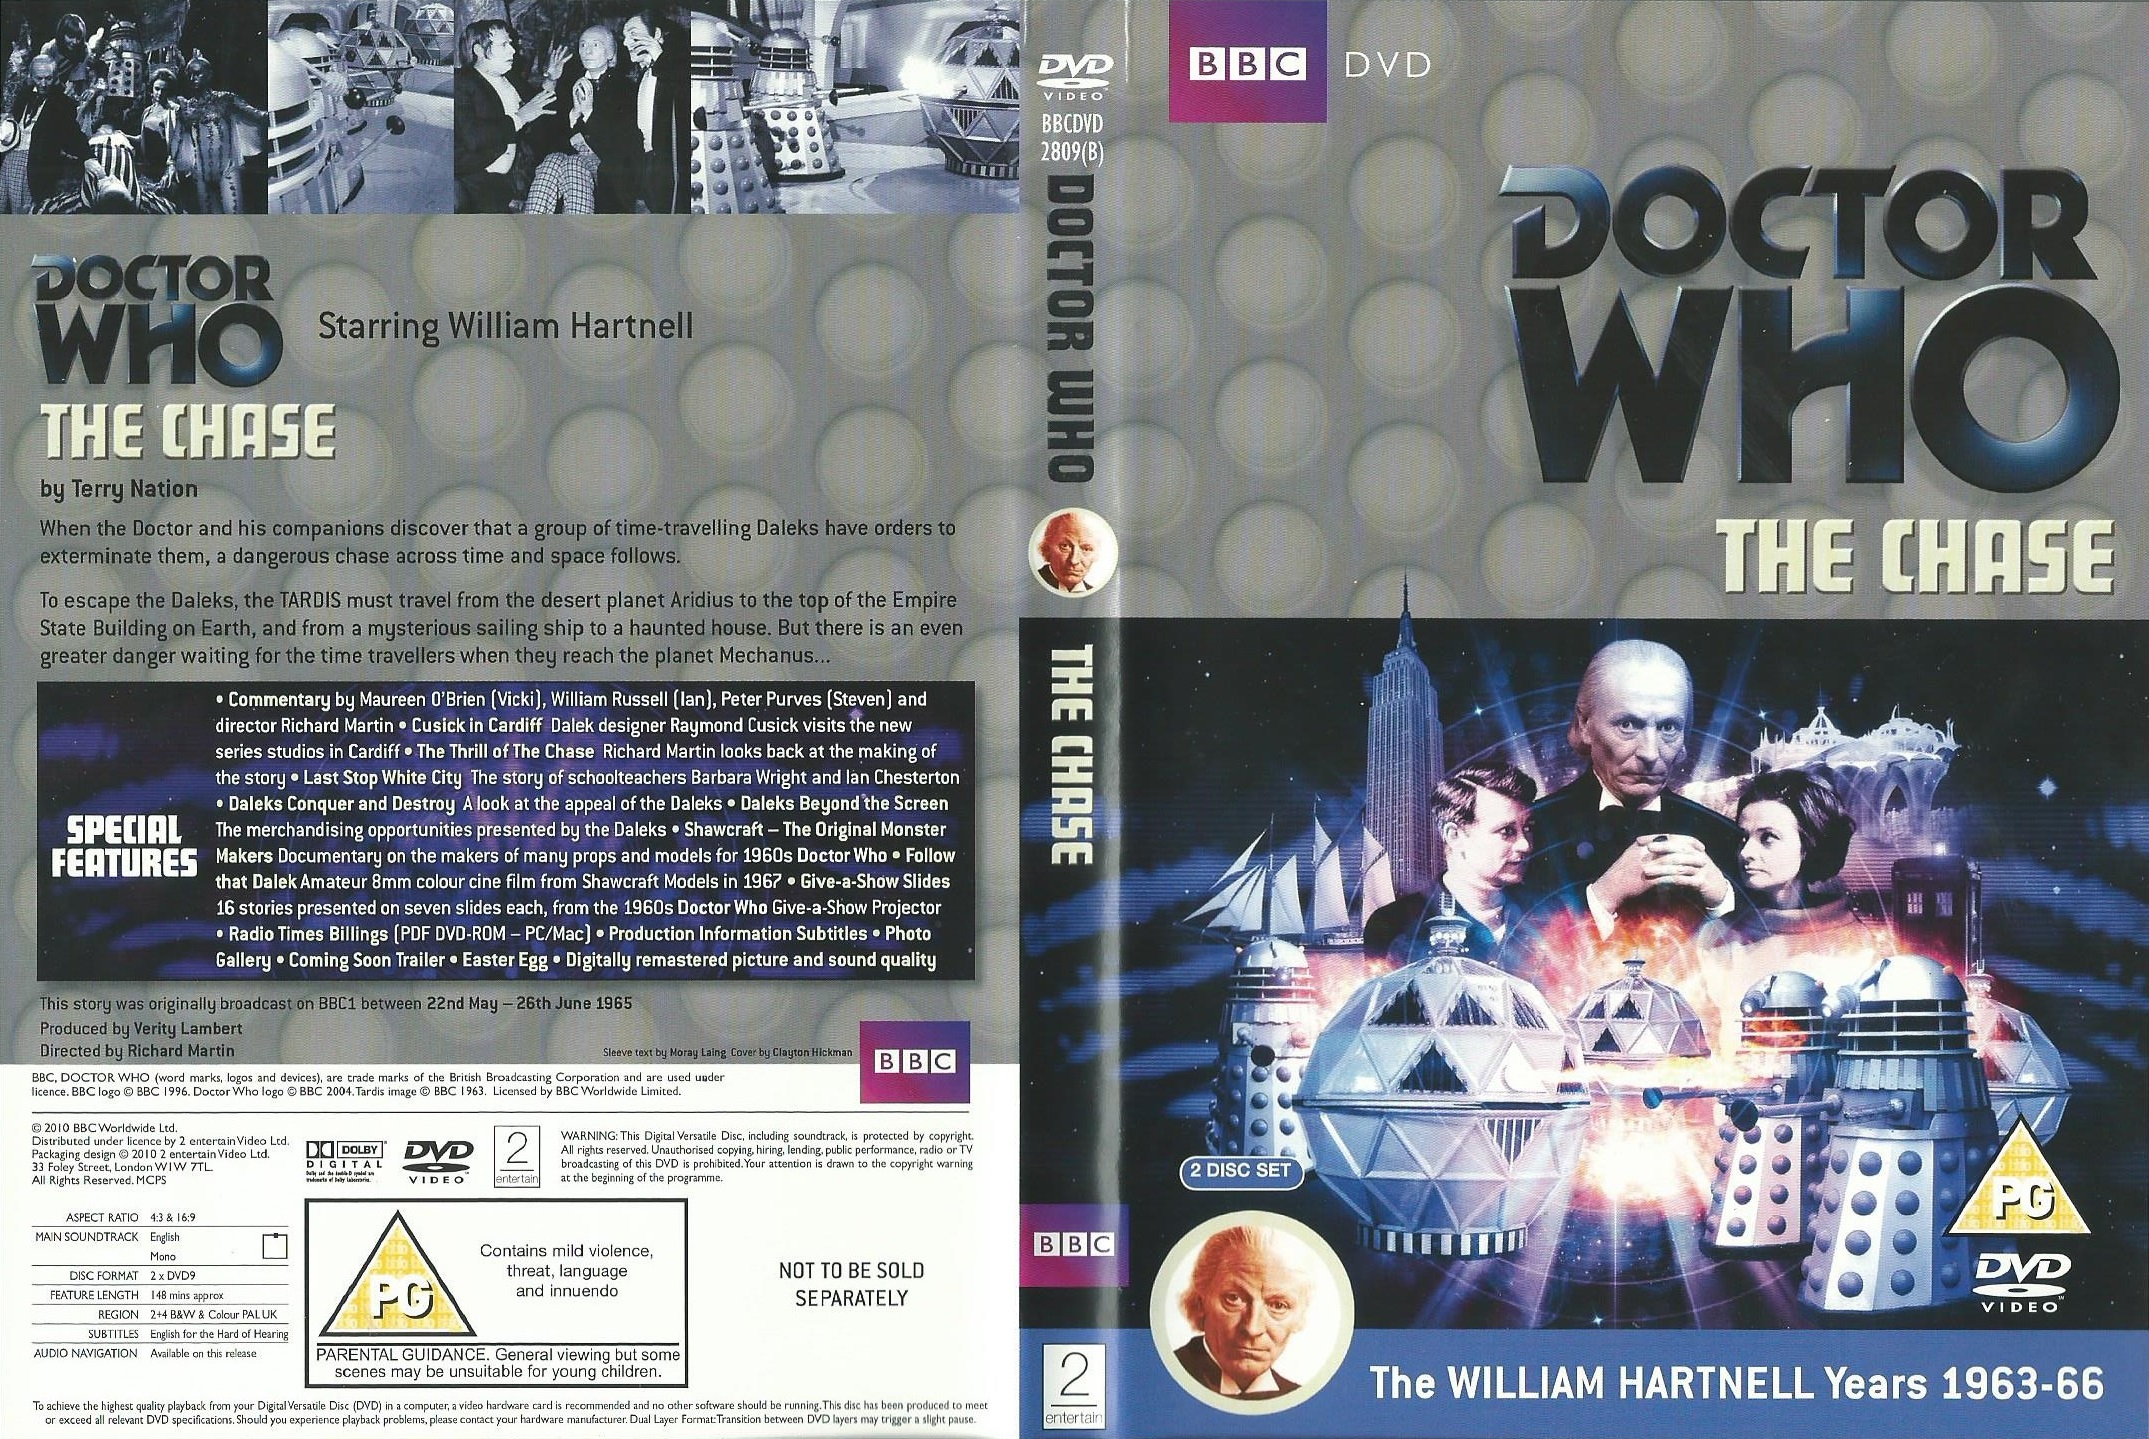 DOCTOR
WHO
Starring William Hartnell
THE CHASE
by Terry Nation
When the Doctor and his companions discover that a group of time-travelling Daleks have orders to
exterminate them, a dangerous chase across time and space follows.
To escape the Daleks, the TARDIS must travel from the desert planet Aridius to the top of the Empire
State Building on Earth, and from a mysterious sailing ship to a haunted house. But there is an even
greater danger waiting for the time travellers when they reach the planet Mechanus...
SPECIAL
FEATURES
• Commentary by Maureen O'Brien (Vicki), William Russell (Ian), Peter Purves (Steven) and
director Richard Martin • Cusick in Cardiff Dalek designer Raymond Cusick visits the new
series studios in Cardiff • The Thrill of The Chase Richard Martin looks back at the making of
the story • Last Stop White City The story of schoolteachers Barbara Wright and Ian Chesterton
• Daleks Conquer and Destroy A look at the appeal of the Daleks • Daleks Beyond the Screen
The merchandising opportunities presented by the Daleks • Shawcraft – The Original Monster
Makers Documentary on the makers of many props and models for 1960s Doctor Who • Follow
that Dalek Amateur 8mm colour cine film from Shawcraft Models in 1967 • Give-a-Show Slides
16 stories presented on seven slides each, from the 1960s Doctor Who Give-a-Show Projector
• Radio Times Billings (PDF DVD-ROM – PC/Mac) • Production Information Subtitles • Photo
Gallery • Coming Soon Trailer • Easter Egg • Digitally remastered picture and sound quality
This story was originally broadcast on BBC1 between 22nd May – 26th June 1965
Produced by Verity Lambert
Directed by Richard Martin
Sleeve text by Moray Laing Cover by Clayton Hickman
BBC
BBC, DOCTOR WHO (word marks, logos and devices), are trade marks of the British Broadcasting Corporation and are used under
licence. BBC logo © BBC 1996. Doctor Who logo © BBC 2004. Tardis image © BBC 1963. Licensed by BBC Worldwide Limited.
© 2010 BBC Worldwide Ltd.
Distributed under licence by 2 entertain Video Ltd.
Packaging design © 2010 2 entertain Video Ltd.
33 Foley Street, London W1W 7TL.
All Rights Reserved. MCPS
DOLBY
DIGITAL
Dolby and the double-D symbol are
trademarks of Dolby Laboratories.
DVD
VIDEO
2
entertain
WARNING: This Digital Versatile Disc, including soundtrack, is protected by copyright.
All rights reserved. Unauthorised copying, hiring, lending, public performance, radio or TV
broadcasting of this DVD is prohibited. Your attention is drawn to the copyright warning
at the beginning of the programme.
ASPECT RATIO 4:3 & 16:9
MAIN SOUNDTRACK English
Mono
DISC FORMAT 2 x DVD9
FEATURE LENGTH 148 mins approx
REGION 2+4 B&W & Colour PAL UK
SUBTITLES English for the Hard of Hearing
AUDIO NAVIGATION Available on this release
PG
Contains mild violence,
threat, language
and innuendo
PARENTAL GUIDANCE. General viewing but some
scenes may be unsuitable for young children.
NOT TO BE SOLD
SEPARATELY
To achieve the highest quality playback from your Digital Versatile Disc (DVD) in a computer, a video hardware card is recommended and no other software should be running. This disc has been produced to meet
or exceed all relevant DVD specifications. Should you experience playback problems, please contact your hardware manufacturer. Dual Layer Format: Transition between DVD layers may trigger a slight pause.
DVD
VIDEO
BBCDVD
2809(B)
DOCTOR WHO
THE CHASE
BBC
2
entertain
BBC DVD
DOCTOR
WHO
THE CHASE
2 DISC SET
PG
DVD
VIDEO
The WILLIAM HARTNELL Years 1963-66